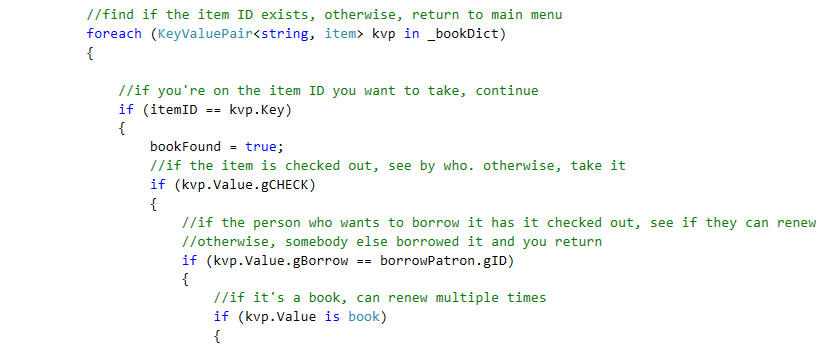 //find if the item ID exists, otherwise, return to main menu
foreach (KeyValuePair<string, item> kvp in _bookDict)
{
//if you're on the item ID you want to take, continue
if (itemID == kvp.Key)
{
bookFound = true;
//if the item is checked out, see by who. otherwise, take it
if (kvp.Value.gCHECK)
{
//if the person who wants to borrow it has it checked out, see if they can renew
//otherwise, somebody else borrowed it and you return
if (kvp.Value.gBorrow == borrowPatron.gID)
{
//if it's a book, can renew multiple times
if (kvp.Value is book)
{